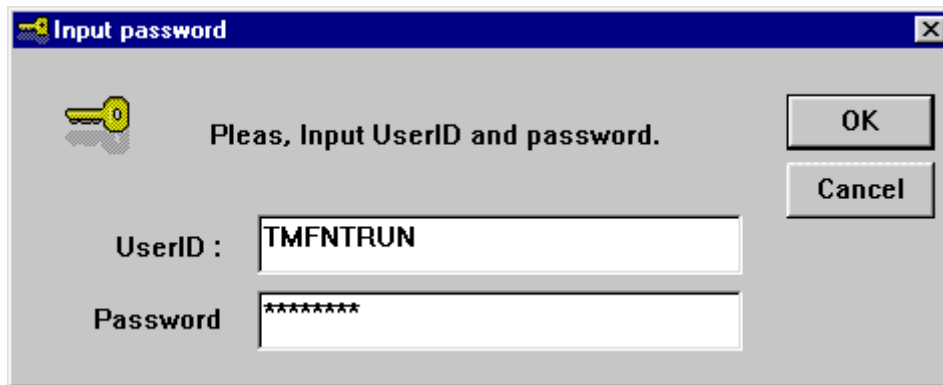 Input password
Pleas, Input UserID and password.
OK
Cancel
UserID :
TMFNTRUN
Password
********